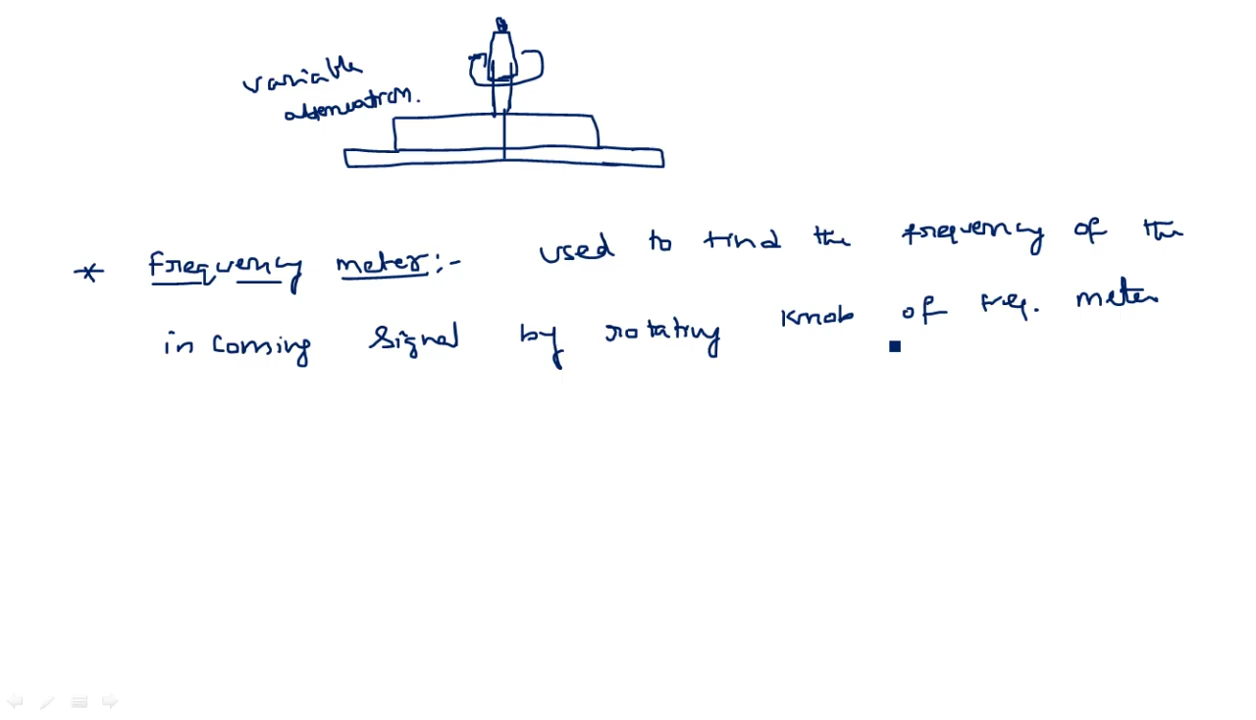 variable
attenuation.
* frequency meter:- used to find the frequency of the
in coming signal by rotating knob of freq. meter